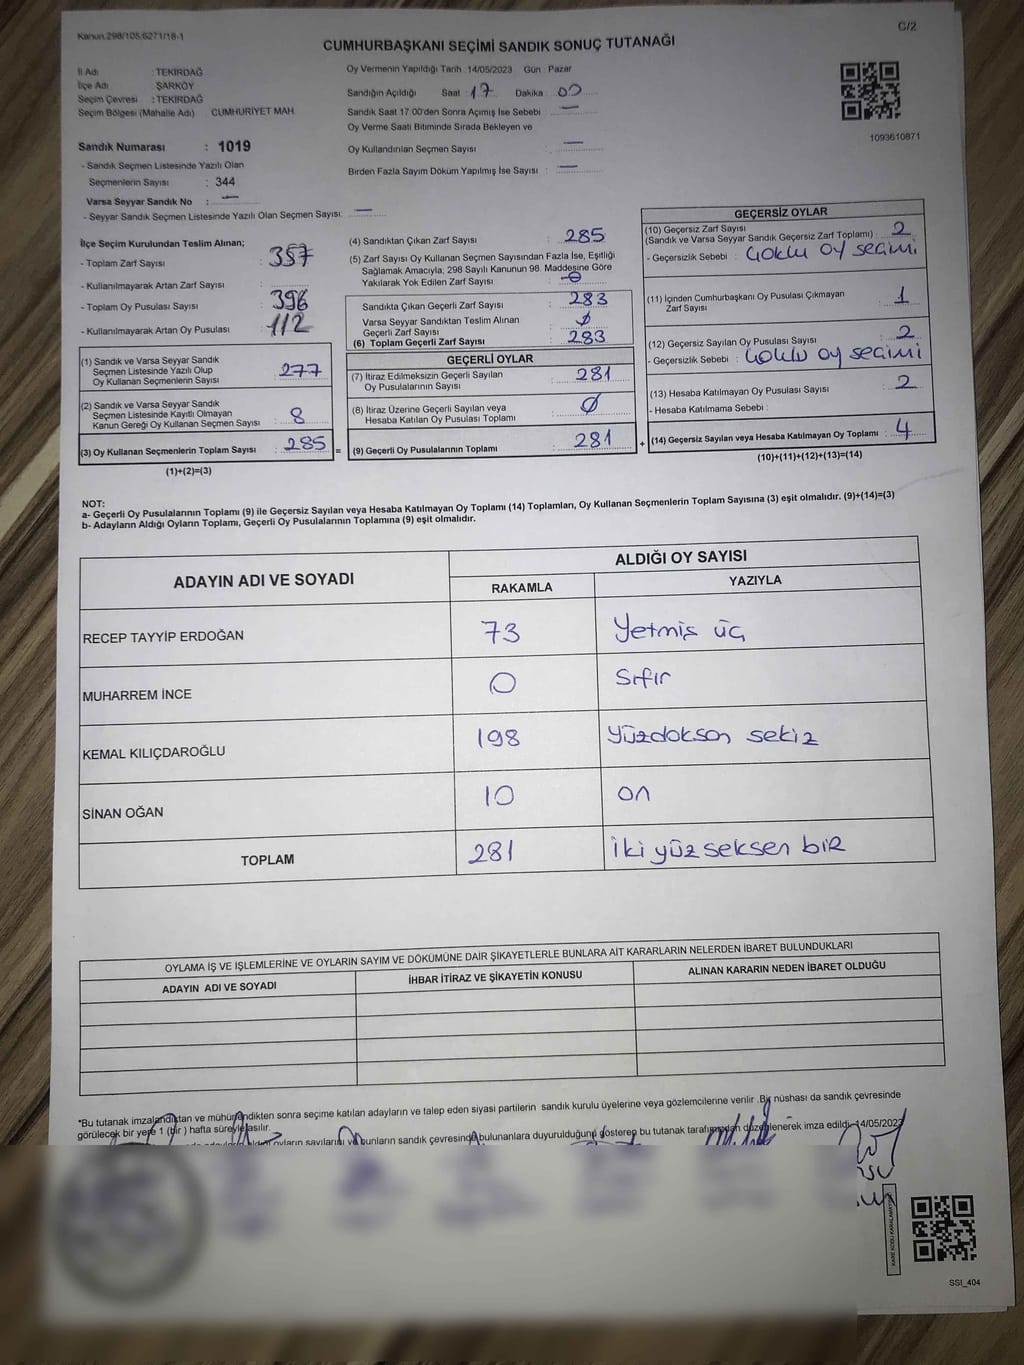 Kanun.298/105,6271/18-1
C/2
CUMHURBAŞKANI SEÇİMİ SANDIK SONUÇ TUTANAĞI
İl Adı : TEKİRDAĞ
İlçe Adı : ŞARKÖY
Seçim Çevresi : TEKİRDAĞ
Seçim Bölgesi (Mahalle Adı) CUMHURİYET MAH.
Sandık Numarası : 1019
- Sandık Seçmen Listesinde Yazılı Olan
Seçmenlerin Sayısı : 344
Varsa Seyyar Sandık No : —
- Seyyar Sandık Seçmen Listesinde Yazılı Olan Seçmen Sayısı: —
Oy Vermenin Yapıldığı Tarih : 14/05/2023 Gün : Pazar
Sandığın Açıldığı Saat : 17 Dakika : 00
Sandık Saat 17:00'den Sonra Açımış İse Sebebi : —
Oy Verme Saati Bitiminde Sırada Bekleyen ve
Oy Kullandırılan Seçmen Sayısı : —
Birden Fazla Sayım Döküm Yapılmış İse Sayısı : —
1093610871
İlçe Seçim Kurulundan Teslim Alınan;
- Toplam Zarf Sayısı : 357
- Kullanılmayarak Artan Zarf Sayısı :
- Toplam Oy Pusulası Sayısı : 396
- Kullanılmayarak Artan Oy Pusulası : 112
(1) Sandık ve Varsa Seyyar Sandık
Seçmen Listesinde Yazılı Olup
Oy Kullanan Seçmenlerin Sayısı : 277
(2) Sandık ve Varsa Seyyar Sandık
Seçmen Listesinde Kayıtlı Olmayan
Kanun Gereği Oy Kullanan Seçmen Sayısı : 8
(3) Oy Kullanan Seçmenlerin Toplam Sayısı : 285 =
(1)+(2)=(3)
(4) Sandıktan Çıkan Zarf Sayısı : 285
(5) Zarf Sayısı Oy Kullanan Seçmen Sayısından Fazla İse, Eşitliği
Sağlamak Amacıyla; 298 Sayılı Kanunun 98. Maddesine Göre
Yakılarak Yok Edilen Zarf Sayısı : 0
Sandıkta Çıkan Geçerli Zarf Sayısı : 283
Varsa Seyyar Sandıktan Teslim Alınan
Geçerli Zarf Sayısı : Ø
(6) Toplam Geçerli Zarf Sayısı : 283
GEÇERLİ OYLAR
(7) İtiraz Edilmeksizin Geçerli Sayılan
Oy Pusulalarının Sayısı : 281
(8) İtiraz Üzerine Geçerli Sayılan veya
Hesaba Katılan Oy Pusulası Toplamı : Ø
(9) Geçerli Oy Pusulalarının Toplamı : 281 +
GEÇERSİZ OYLAR
(10) Geçersiz Zarf Sayısı
(Sandık ve Varsa Seyyar Sandık Geçersiz Zarf Toplamı) : 2
- Geçersizlik Sebebi : Çoklu oy seçimi
(11) İçinden Cumhurbaşkanı Oy Pusulası Çıkmayan
Zarf Sayısı : 1
(12) Geçersiz Sayılan Oy Pusulası Sayısı : 2
- Geçersizlik Sebebi : Çoklu oy seçimi
(13) Hesaba Katılmayan Oy Pusulası Sayısı : 2
- Hesaba Katılmama Sebebi :
(14) Geçersiz Sayılan veya Hesaba Katılmayan Oy Toplamı : 4
(10)+(11)+(12)+(13)=(14)
NOT:
a- Geçerli Oy Pusulalarının Toplamı (9) ile Geçersiz Sayılan veya Hesaba Katılmayan Oy Toplamı (14) Toplamları, Oy Kullanan Seçmenlerin Toplam Sayısına (3) eşit olmalıdır. (9)+(14)=(3)
b- Adayların Aldığı Oyların Toplamı, Geçerli Oy Pusulalarının Toplamına (9) eşit olmalıdır.
ADAYIN ADI VE SOYADI
ALDIĞI OY SAYISI
RAKAMLA YAZIYLA
RECEP TAYYİP ERDOĞAN 73 Yetmiş üç
MUHARREM İNCE 0 Sıfır
KEMAL KILIÇDAROĞLU 198 Yüzdoksan sekiz
SİNAN OĞAN 10 on
TOPLAM 281 İki yüz seksen bir
OYLAMA İŞ VE İŞLEMLERİNE VE OYLARIN SAYIM VE DÖKÜMÜNE DAİR ŞİKAYETLERLE BUNLARA AİT KARARLARIN NELERDEN İBARET BULUNDUKLARI
ADAYIN ADI VE SOYADI İHBAR İTİRAZ VE ŞİKAYETİN KONUSU ALINAN KARARIN NEDEN İBARET OLDUĞU
*Bu tutanak imzalandıktan ve mühürlendikten sonra seçime katılan adayların ve talep eden siyasi partilerin sandık kurulu üyelerine veya gözlemcilerine verilir .Bir nüshası da sandık çevresinde
görülecek bir yere 1 (bir ) hafta süreyle asılır.
oyların sayılarını ve bunların sandık çevresinde bulunanlara duyurulduğunu gösterep bu tutanak tarafımızdan düzenlenerek imza edildi. 14/05/2023
KARE KODU KARALAMAYIN
SSI_404